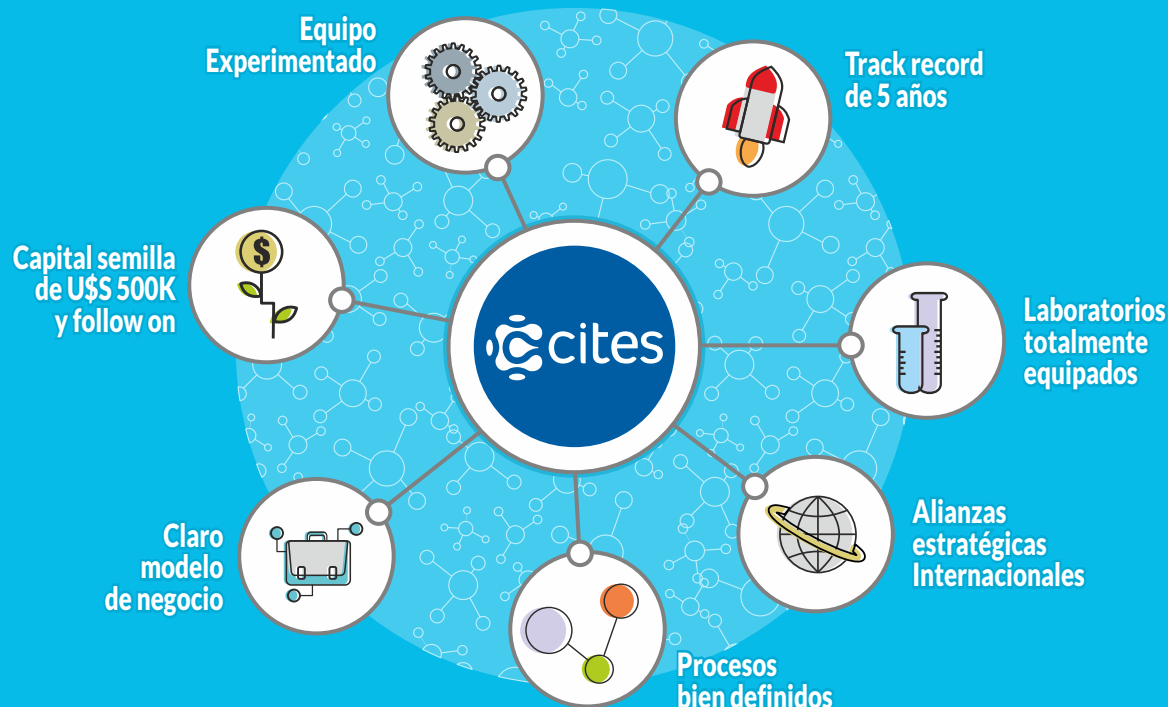 Equipo
Experimentado
Track record
de 5 años
Capital semilla
de U$S 500K
y follow on
$
cites
Laboratorios
totalmente
equipados
Alianzas
estratégicas
Internacionales
Claro
modelo
de negocio
Procesos
bien definidos